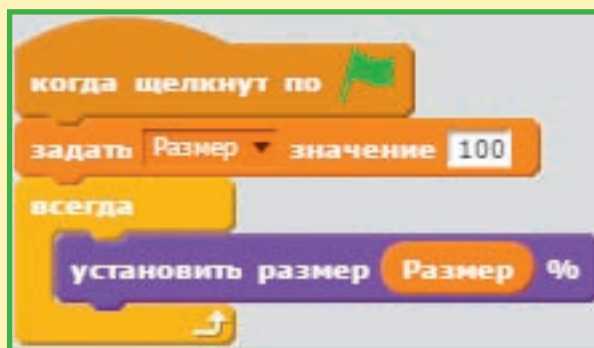 когда щелкнут по
задать Размер значение 100
всегда
установить размер Размер %